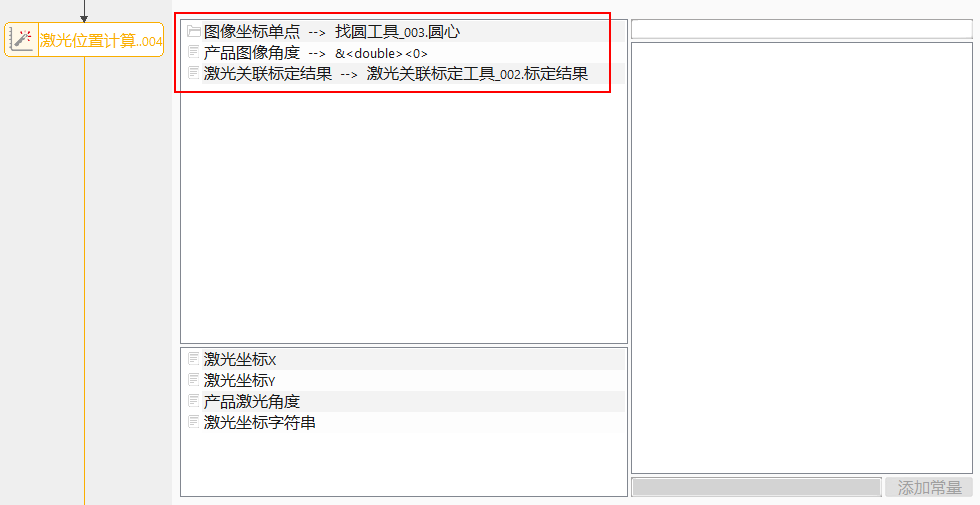 激光位置计算..004
图像坐标单点 --> 找圆工具_003.圆心
产品图像角度 --> &<double><0>
激光关联标定结果 --> 激光关联标定工具_002.标定结果
激光坐标X
激光坐标Y
产品激光角度
激光坐标字符串
添加常量